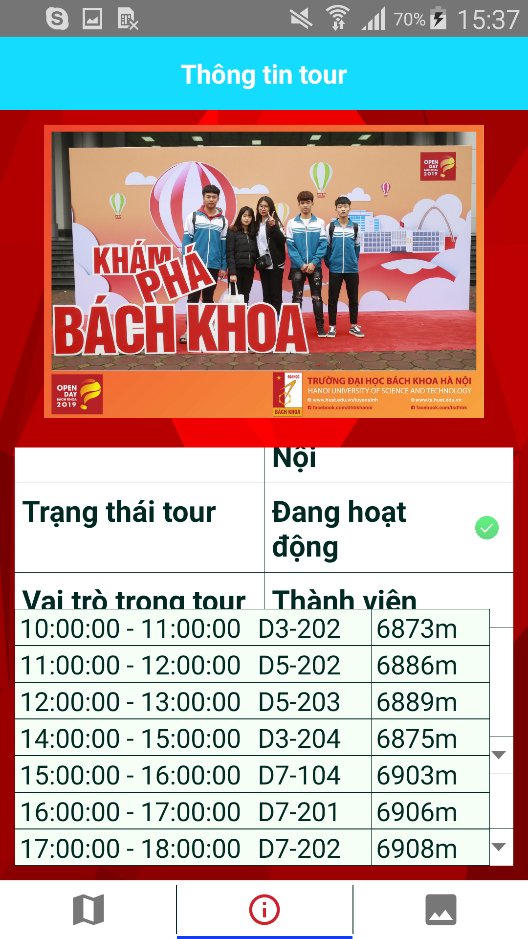 70% 15:37
Thông tin tour
OPEN
DAY
BÁCH KHOA
2019
KHÁM
PHÁ
BÁCH KHOA
OPEN
DAY
BÁCH KHOA
2019
BÁCH KHOA
TRƯỜNG ĐẠI HỌC BÁCH KHOA HÀ NỘI
HANOI UNIVERSITY OF SCIENCE AND TECHNOLOGY
Nội
Trạng thái tour
Đang hoạt
động
Vai trò trong tour Thành viên
10:00:00 - 11:00:00 D3-202 6873m
11:00:00 - 12:00:00 D5-202 6886m
12:00:00 - 13:00:00 D5-203 6889m
14:00:00 - 15:00:00 D3-204 6875m
15:00:00 - 16:00:00 D7-104 6903m
16:00:00 - 17:00:00 D7-201 6906m
17:00:00 - 18:00:00 D7-202 6908m